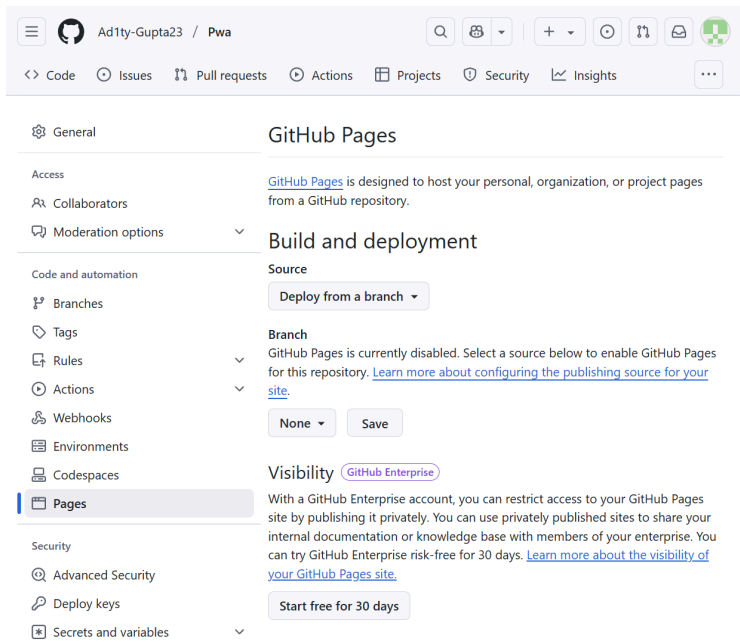 Ad1ty-Gupta23 / Pwa
Code Issues Pull requests Actions Projects Security Insights
General
Access
Collaborators
Moderation options
Code and automation
Branches
Tags
Rules
Actions
Webhooks
Environments
Codespaces
Pages
Security
Advanced Security
Deploy keys
Secrets and variables
GitHub Pages
GitHub Pages is designed to host your personal, organization, or project pages
from a GitHub repository.
Build and deployment
Source
Deploy from a branch
Branch
GitHub Pages is currently disabled. Select a source below to enable GitHub Pages
for this repository. Learn more about configuring the publishing source for your
site.
None Save
Visibility GitHub Enterprise
With a GitHub Enterprise account, you can restrict access to your GitHub Pages
site by publishing it privately. You can use privately published sites to share your
internal documentation or knowledge base with members of your enterprise. You
can try GitHub Enterprise risk-free for 30 days. Learn more about the visibility of
your GitHub Pages site.
Start free for 30 days